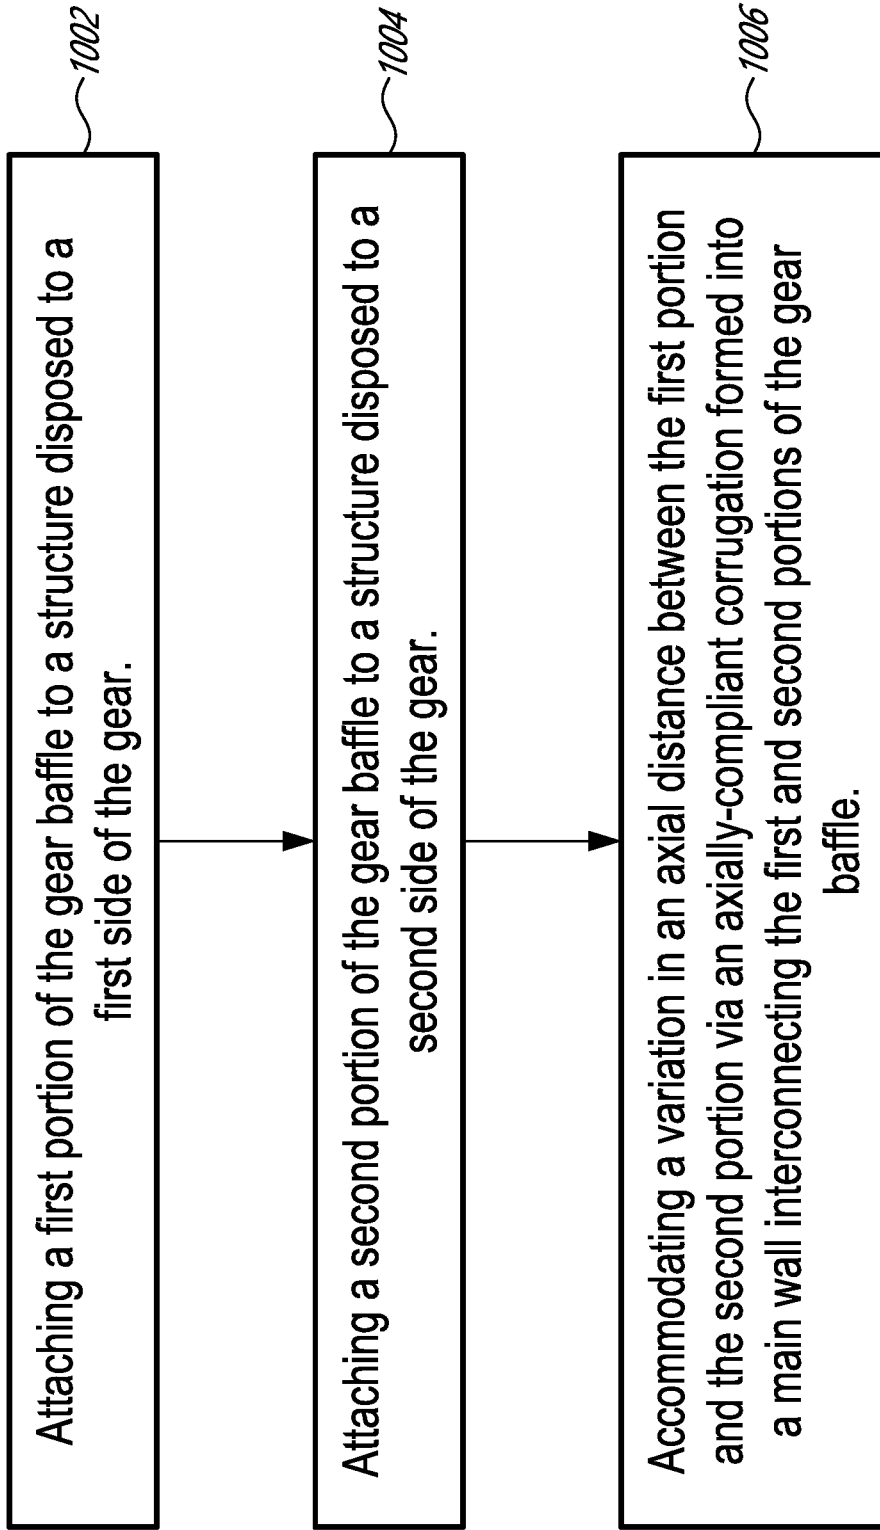 Attaching a first portion of the gear baffle to a structure disposed to a
first side of the gear.
1002
Attaching a second portion of the gear baffle to a structure disposed to a
second side of the gear.
1004
Accommodating a variation in an axial distance between the first portion
and the second portion via an axially-compliant corrugation formed into
a main wall interconnecting the first and second portions of the gear
baffle.
1006